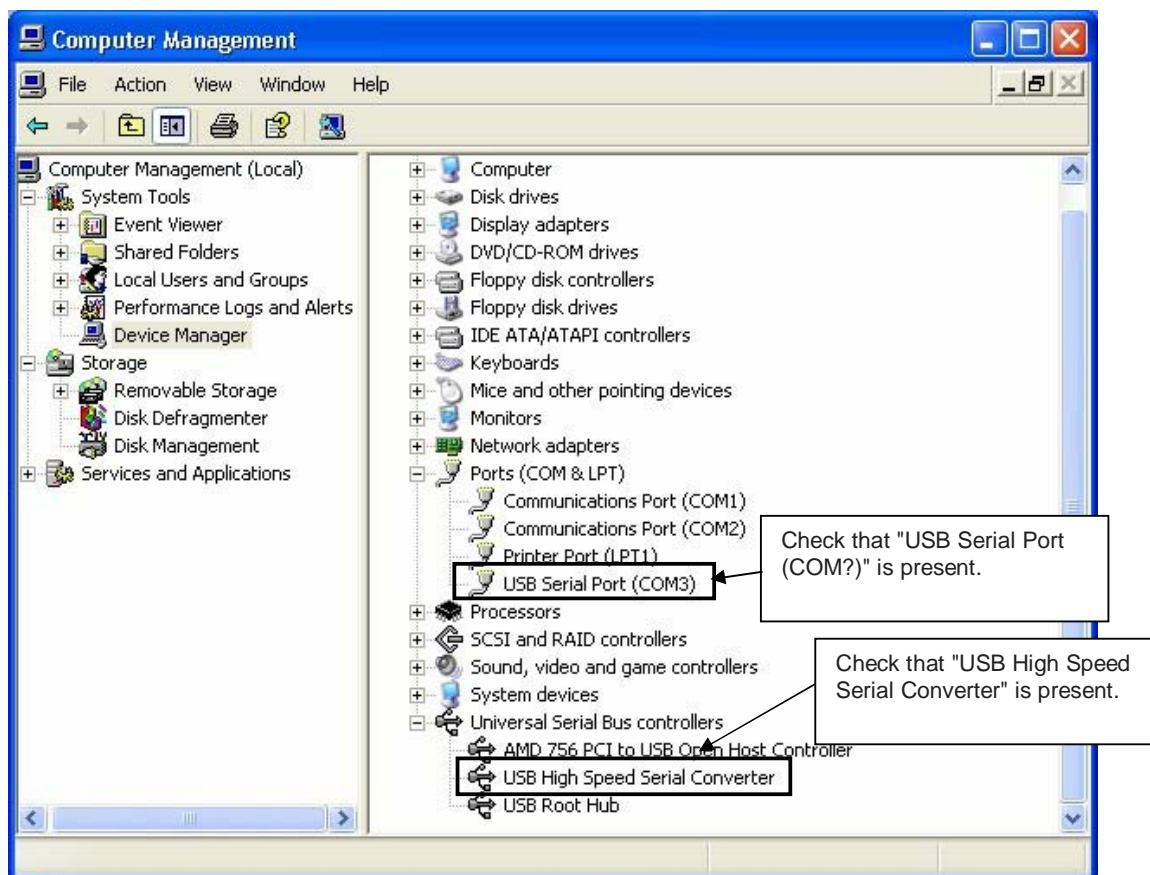 Computer Management
File Action View Window Help
Computer Management (Local)
System Tools
Event Viewer
Shared Folders
Local Users and Groups
Performance Logs and Alerts
Device Manager
Storage
Removable Storage
Disk Defragmenter
Disk Management
Services and Applications
Computer
Disk drives
Display adapters
DVD/CD-ROM drives
Floppy disk controllers
Floppy disk drives
IDE ATA/ATAPI controllers
Keyboards
Mice and other pointing devices
Monitors
Network adapters
Ports (COM & LPT)
Communications Port (COM1)
Communications Port (COM2)
Printer Port (LPT1)
USB Serial Port (COM3)
Processors
SCSI and RAID controllers
Sound, video and game controllers
System devices
Universal Serial Bus controllers
AMD 756 PCI to USB Open Host Controller
USB High Speed Serial Converter
USB Root Hub
Check that "USB Serial Port
(COM?)" is present.
Check that "USB High Speed
Serial Converter" is present.